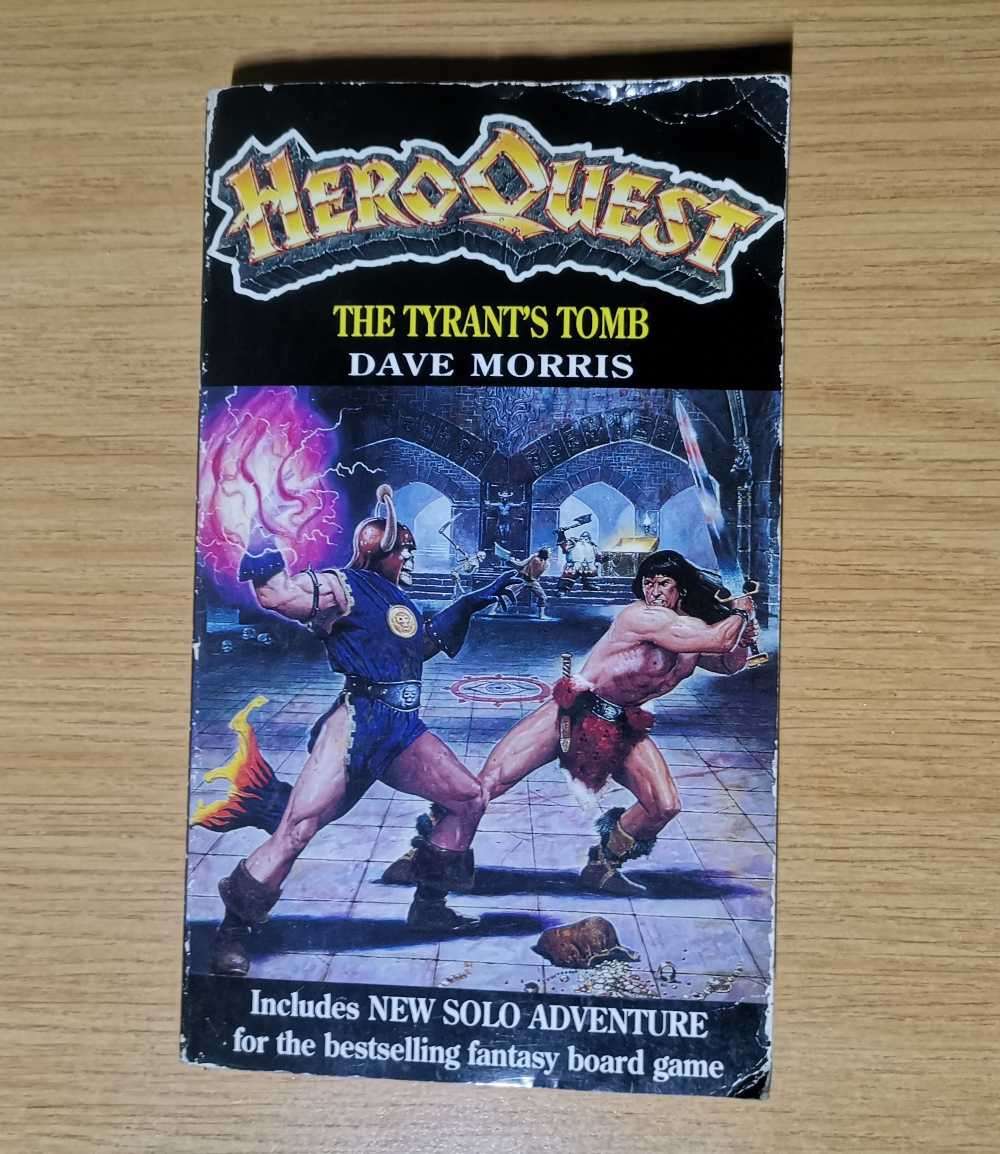 HEROQUEST
THE TYRANT'S TOMB
DAVE MORRIS
Includes NEW SOLO ADVENTURE
for the bestselling fantasy board game